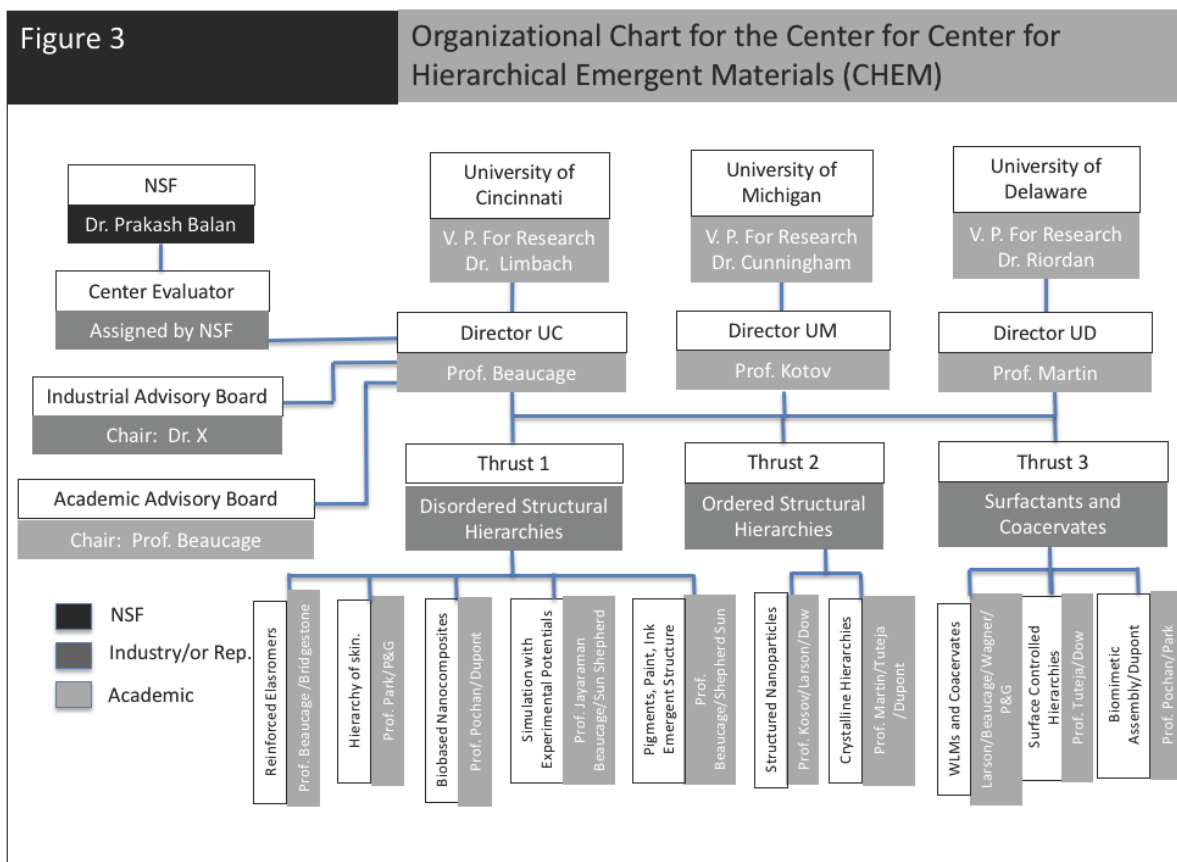 Figure 3
Organizational Chart for the Center for Center for
Hierarchical Emergent Materials (CHEM)
NSF
Dr. Prakash Balan
Center Evaluator
Assigned by NSF
Industrial Advisory Board
Chair: Dr. X
Academic Advisory Board
Chair: Prof. Beaucage
University of
Cincinnati
V. P. For Research
Dr. Limbach
Director UC
Prof. Beaucage
University of
Michigan
V. P. For Research
Dr. Cunningham
Director UM
Prof. Kotov
University of
Delaware
V. P. For Research
Dr. Riordan
Director UD
Prof. Martin
Thrust 1
Disordered Structural
Hierarchies
Thrust 2
Ordered Structural
Hierarchies
Thrust 3
Surfactants and
Coacervates
NSF
Industry/or Rep.
Academic
Reinforced Elasromers
Prof. Beaucage /Bridgestone
Hierarchy of skin.
Prof. Park/P&G
Biobased Nanocomposites
Prof. Pochan/Dupont
Simulation with
Experimental Potentials
Prof. Jayaraman
Beaucage/Sun Shepherd
Pigments, Paint, Ink
Emergent Structure
Prof.
Beaucage/Shepherd Sun
Structured Nanoparticles
Prof. Kosov/Larson/Dow
Crystalline Hierarchies
Prof. Martin/Tuteja
/Dupont
WLMs and Coacervates
Larson/Beaucage/Wagner/
P&G
Surface Controlled
Hierarchies
Prof. Tuteja/Dow
Biomimetic
Assembly/Dupont
Prof. Pochan/Park